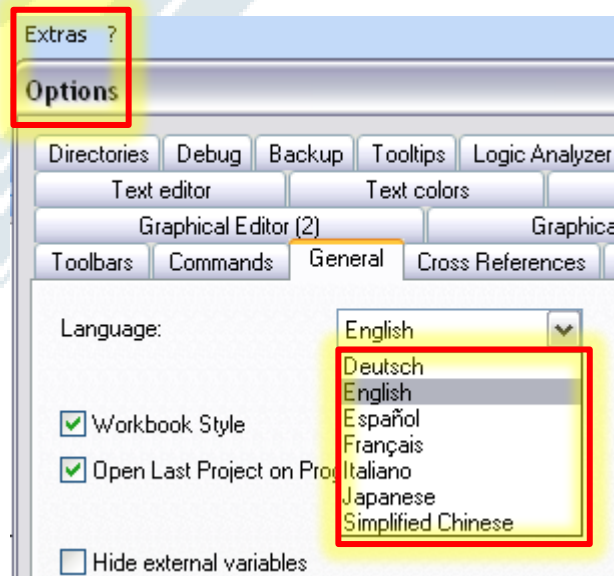 Extras ?
Options
Directories Debug Backup Tooltips Logic Analyzer
Text editor Text colors
Graphical Editor (2) Graphica
Toolbars Commands General Cross References
Language: English
Deutsch
English
Español
Workbook Style
Français
Open Last Project on Prog Italiano
Japanese
Simplified Chinese
Hide external variables